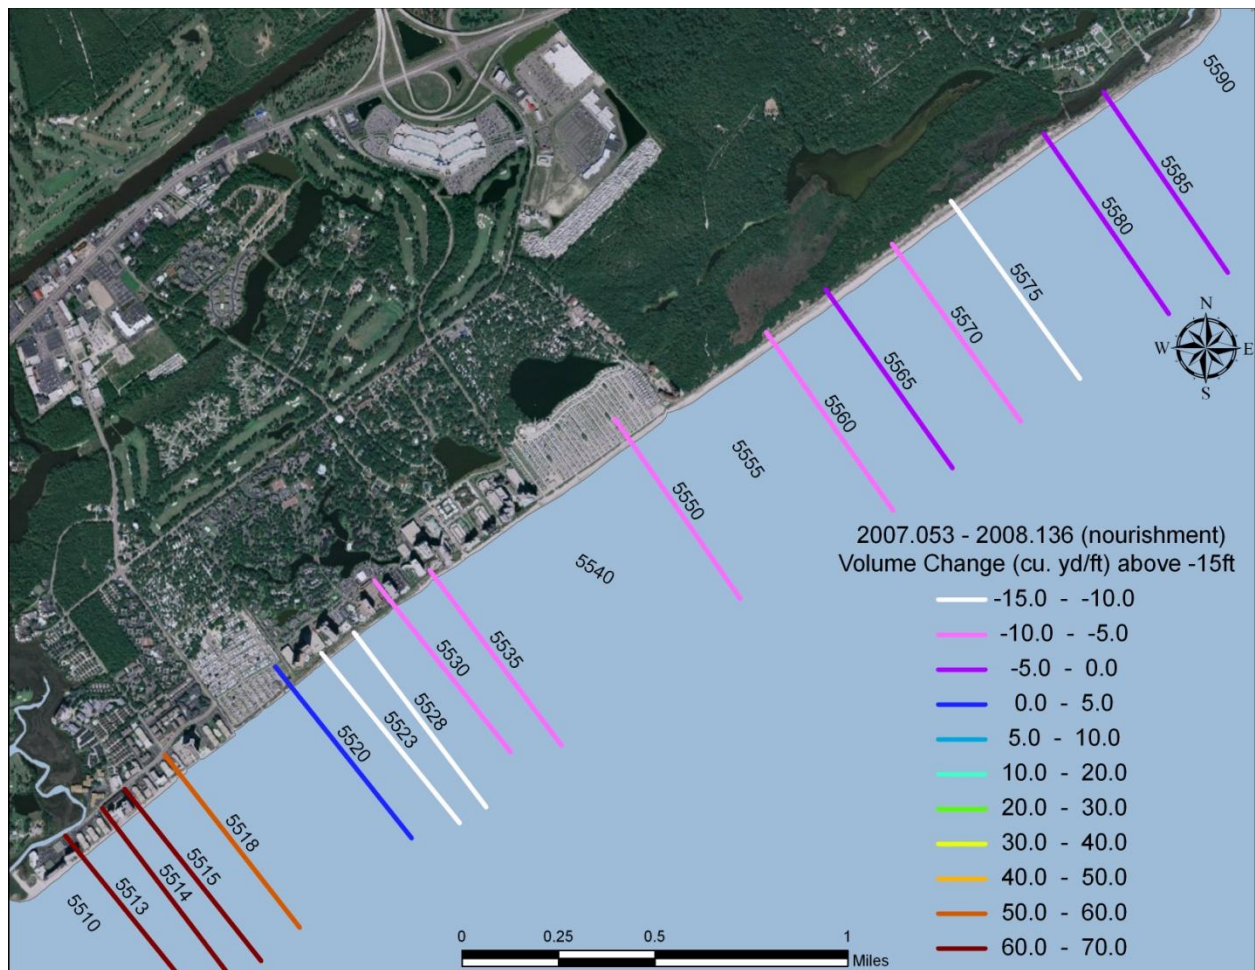 5590
5585
5580
5575
5570
5565
5560
5555
5550
5540
5535
5530
5528
5523
5520
5518
5515
5514
5513
5510
N
W E
S
2007.053 - 2008.136 (nourishment)
Volume Change (cu. yd/ft) above -15ft
-15.0 - -10.0
-10.0 - -5.0
-5.0 - 0.0
0.0 - 5.0
5.0 - 10.0
10.0 - 20.0
20.0 - 30.0
30.0 - 40.0
40.0 - 50.0
50.0 - 60.0
60.0 - 70.0
0 0.25 0.5 1
Miles